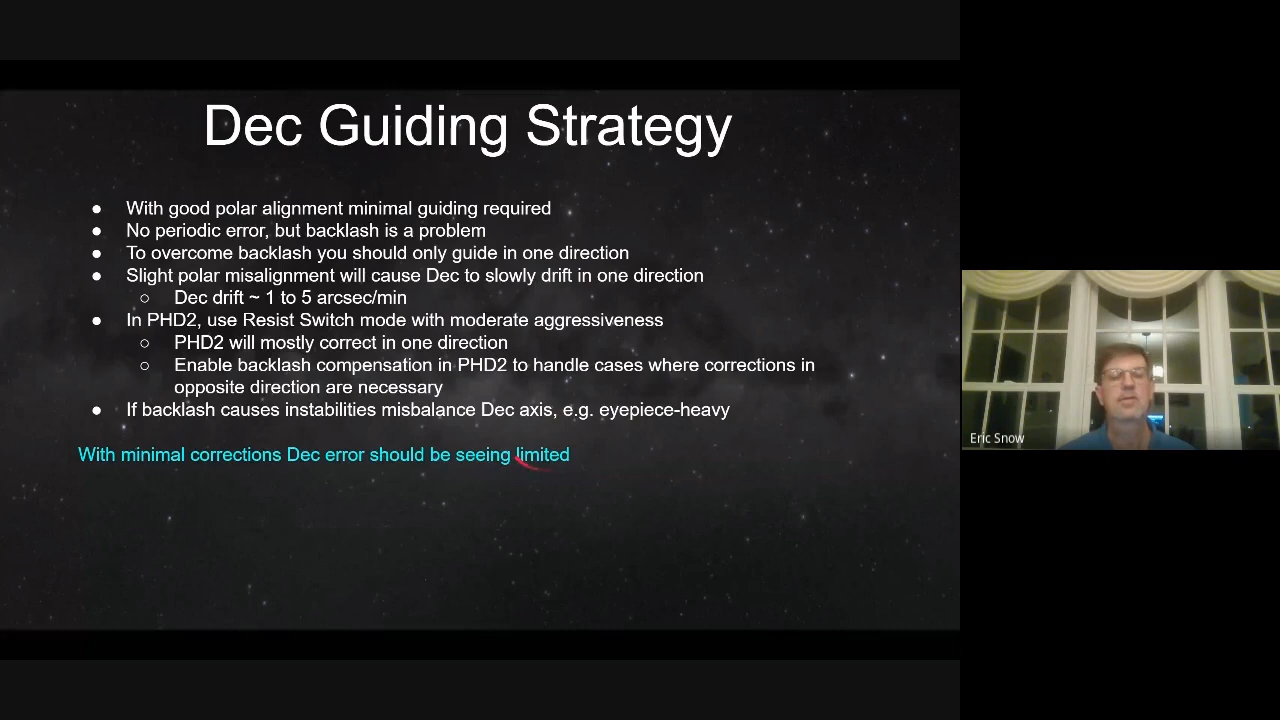 Dec Guiding Strategy
● With good polar alignment minimal guiding required
● No periodic error, but backlash is a problem
● To overcome backlash you should only guide in one direction
● Slight polar misalignment will cause Dec to slowly drift in one direction
○ Dec drift ~ 1 to 5 arcsec/min
● In PHD2, use Resist Switch mode with moderate aggressiveness
○ PHD2 will mostly correct in one direction
○ Enable backlash compensation in PHD2 to handle cases where corrections in
opposite direction are necessary
● If backlash causes instabilities misbalance Dec axis, e.g. eyepiece-heavy
With minimal corrections Dec error should be seeing limited
Eric Snow